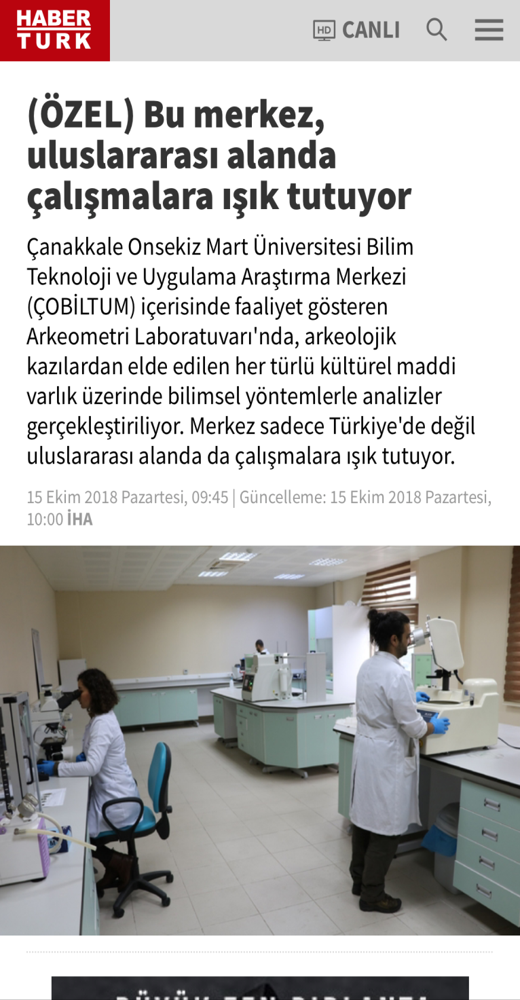 HABER
TURK
HD CANLI
(ÖZEL) Bu merkez,
uluslararası alanda
çalışmalara ışık tutuyor
Çanakkale Onsekiz Mart Üniversitesi Bilim
Teknoloji ve Uygulama Araştırma Merkezi
(ÇOBİLTUM) içerisinde faaliyet gösteren
Arkeometri Laboratuvarı'nda, arkeolojik
kazılardan elde edilen her türlü kültürel maddi
varlık üzerinde bilimsel yöntemlerle analizler
gerçekleştiriliyor. Merkez sadece Türkiye'de değil
uluslararası alanda da çalışmalara ışık tutuyor.
15 Ekim 2018 Pazartesi, 09:45 | Güncelleme: 15 Ekim 2018 Pazartesi,
10:00 İHA